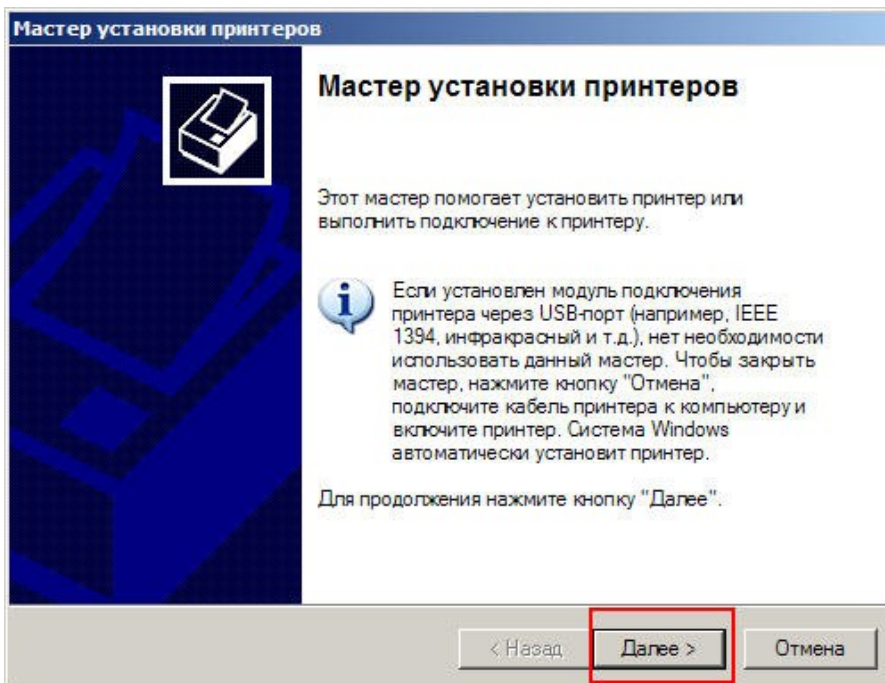 Мастер установки принтеров
Мастер установки принтеров
Этот мастер помогает установить принтер или
выполнить подключение к принтеру.
Если установлен модуль подключения
принтера через USB-порт (например, IEEE
1394, инфракрасный и т.д.), нет необходимости
использовать данный мастер. Чтобы закрыть
мастер, нажмите кнопку "Отмена",
подключите кабель принтера к компьютеру и
включите принтер. Система Windows
автоматически установит принтер.
Для продолжения нажмите кнопку "Далее".
< Назад Далее > Отмена